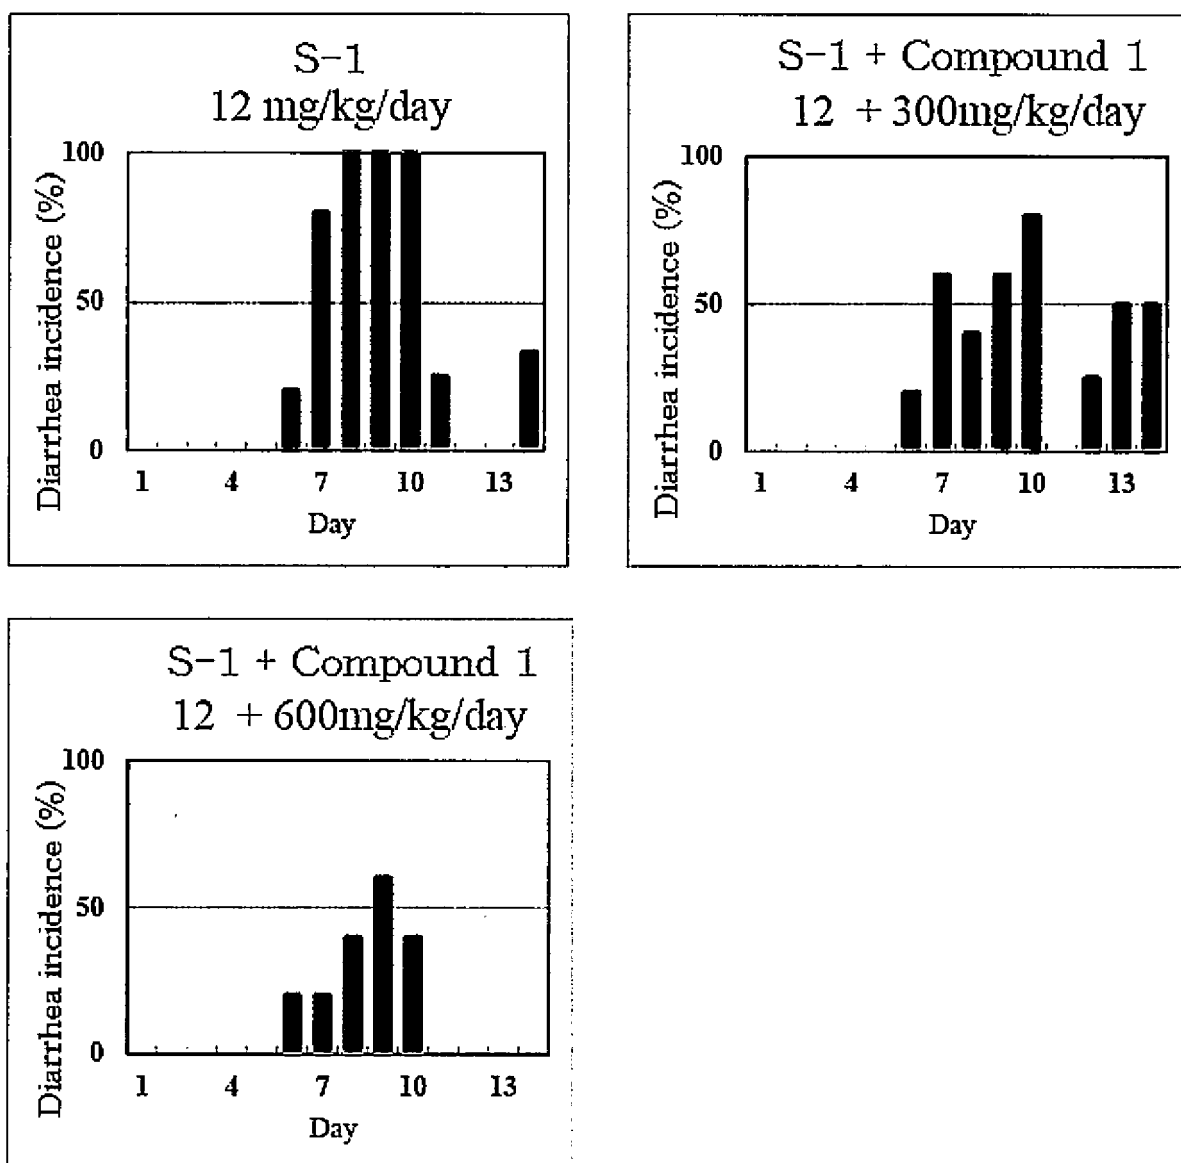 S-1
12 mg/kg/day
Diarrhea incidence (%)
100
50
0
1 4 7 10 13
Day
S-1 + Compound 1
12 + 300mg/kg/day
Diarrhea incidence (%)
100
50
0
1 4 7 10 13
Day
S-1 + Compound 1
12 + 600mg/kg/day
Diarrhea incidence (%)
100
50
0
1 4 7 10 13
Day